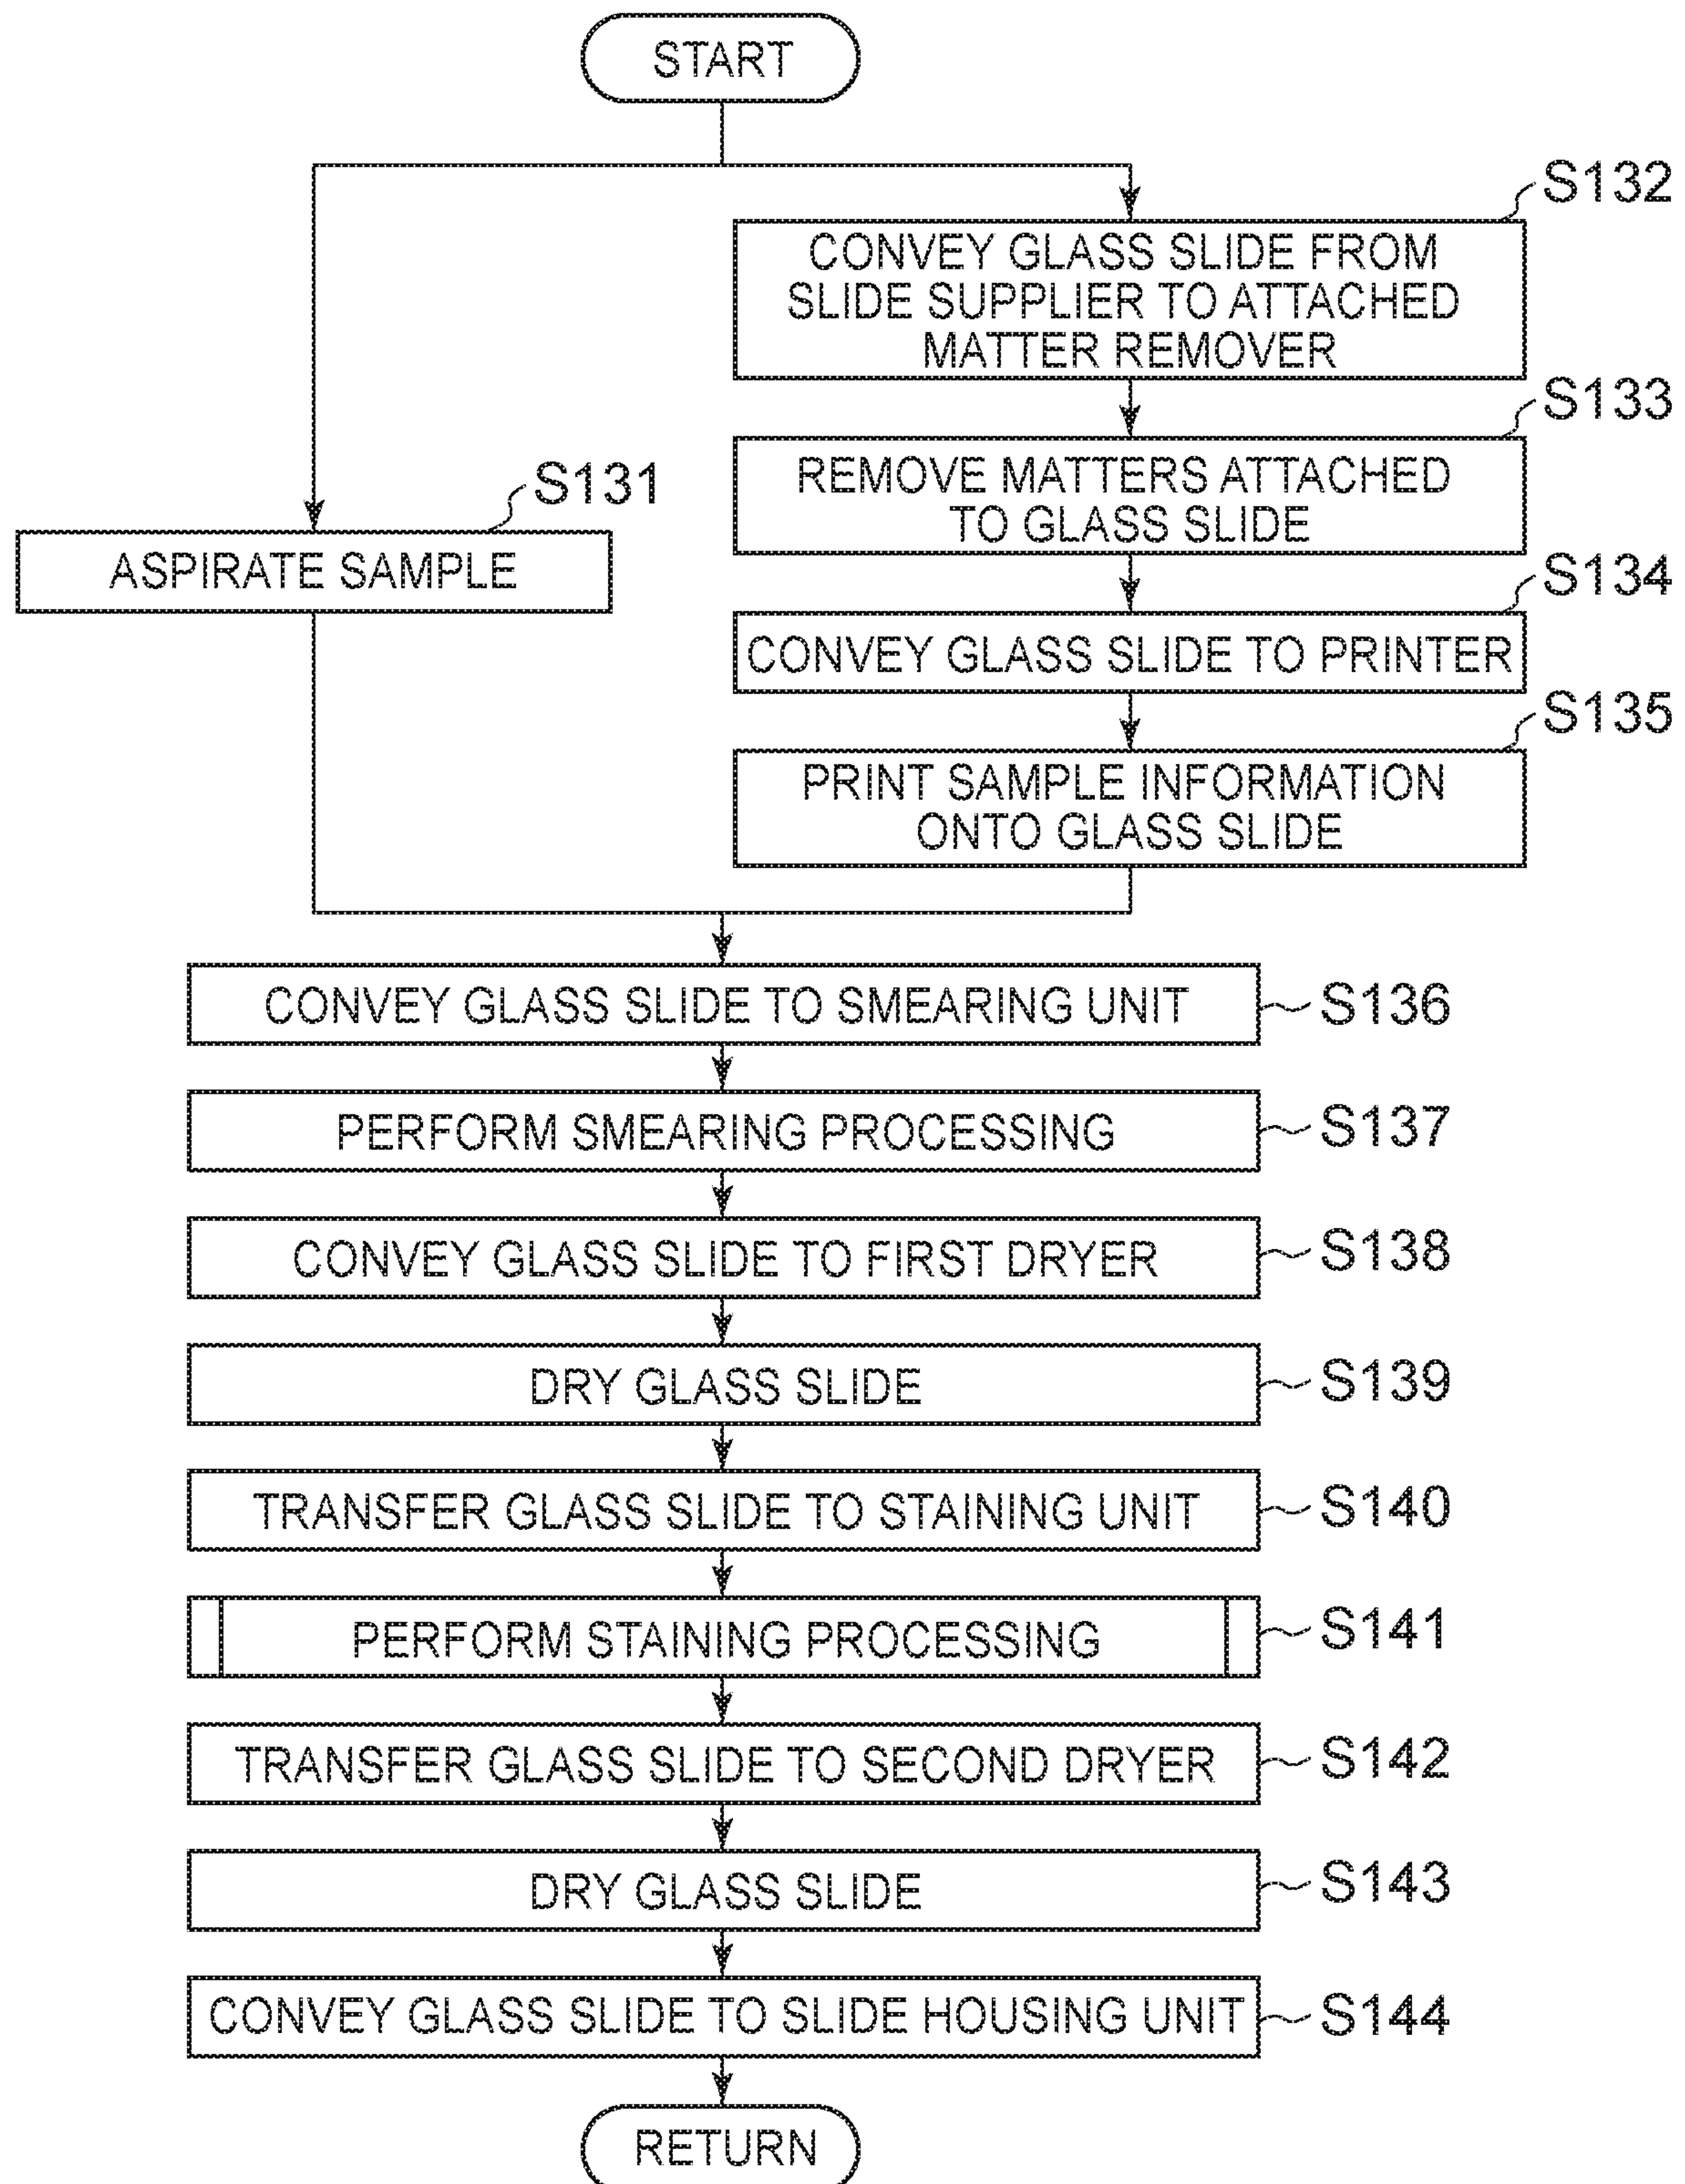 START
S132
CONVEY GLASS SLIDE FROM
SLIDE SUPPLIER TO ATTACHED
MATTER REMOVER
S133
REMOVE MATTERS ATTACHED
TO GLASS SLIDE
S131
ASPIRATE SAMPLE
S134
CONVEY GLASS SLIDE TO PRINTER
S135
PRINT SAMPLE INFORMATION
ONTO GLASS SLIDE
CONVEY GLASS SLIDE TO SMEARING UNIT
S136
PERFORM SMEARING PROCESSING
S137
CONVEY GLASS SLIDE TO FIRST DRYER
S138
DRY GLASS SLIDE
S139
TRANSFER GLASS SLIDE TO STAINING UNIT
S140
PERFORM STAINING PROCESSING
S141
TRANSFER GLASS SLIDE TO SECOND DRYER
S142
DRY GLASS SLIDE
S143
CONVEY GLASS SLIDE TO SLIDE HOUSING UNIT
S144
RETURN